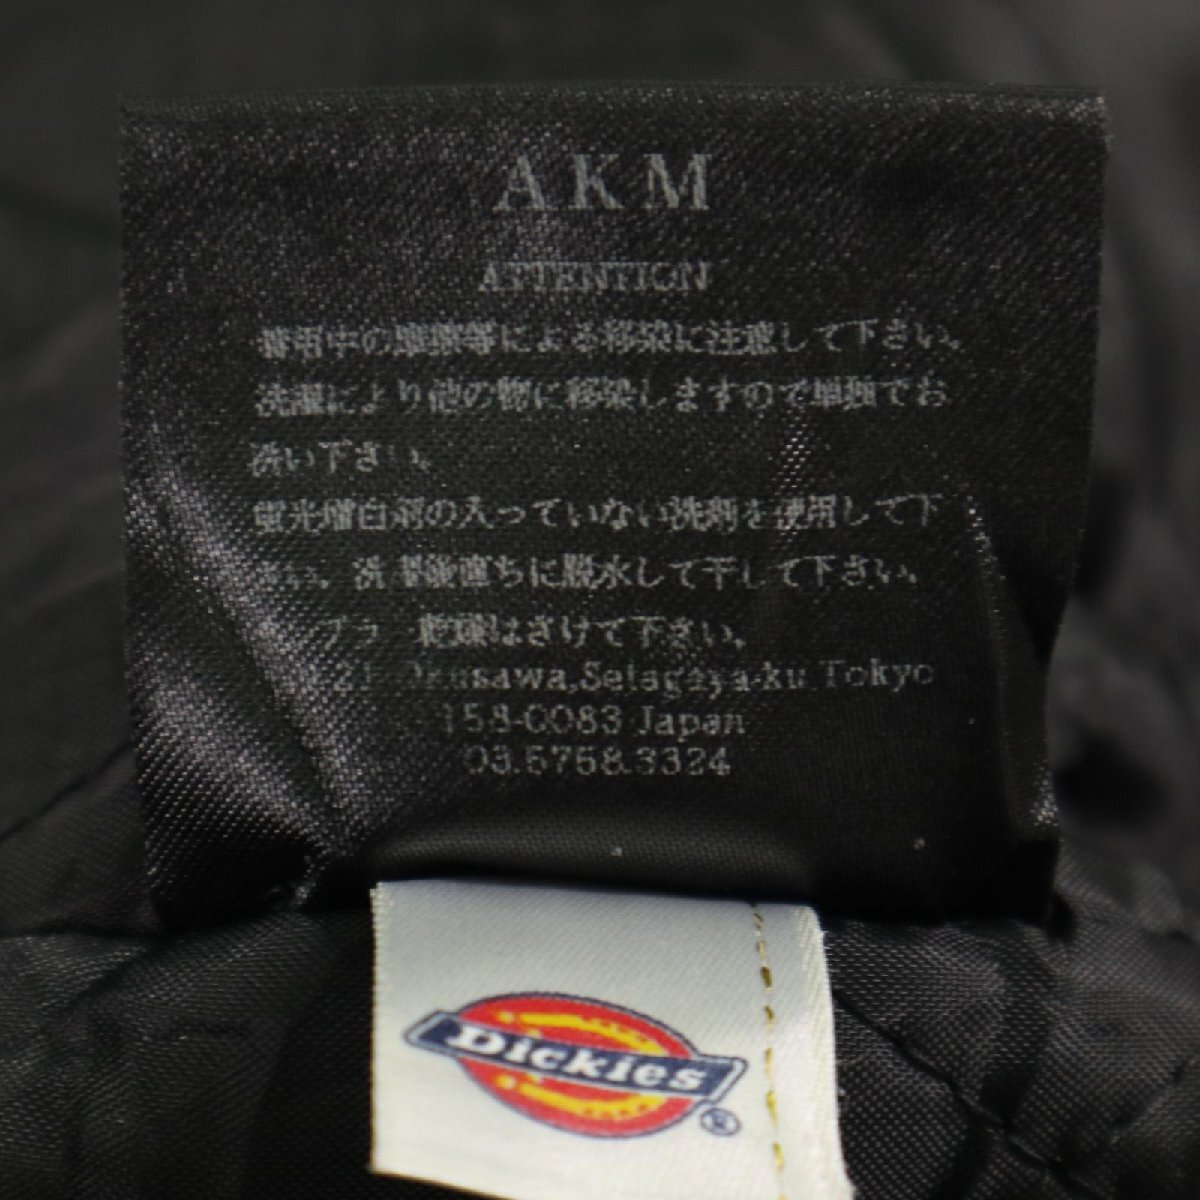 AKM
ATTENTION
着用中の摩擦等による移染に注意して下さい。
洗濯により他の物に移染しますので単独でお
洗い下さい。
蛍光増白剤の入っていない洗剤を使用して下
さい。洗濯後直ちに脱水して干して下さい。
乾燥はさけて下さい。
Okusawa,Setagaya-ku,Tokyo
158-0083 Japan
03.5758.3324
Dickies®